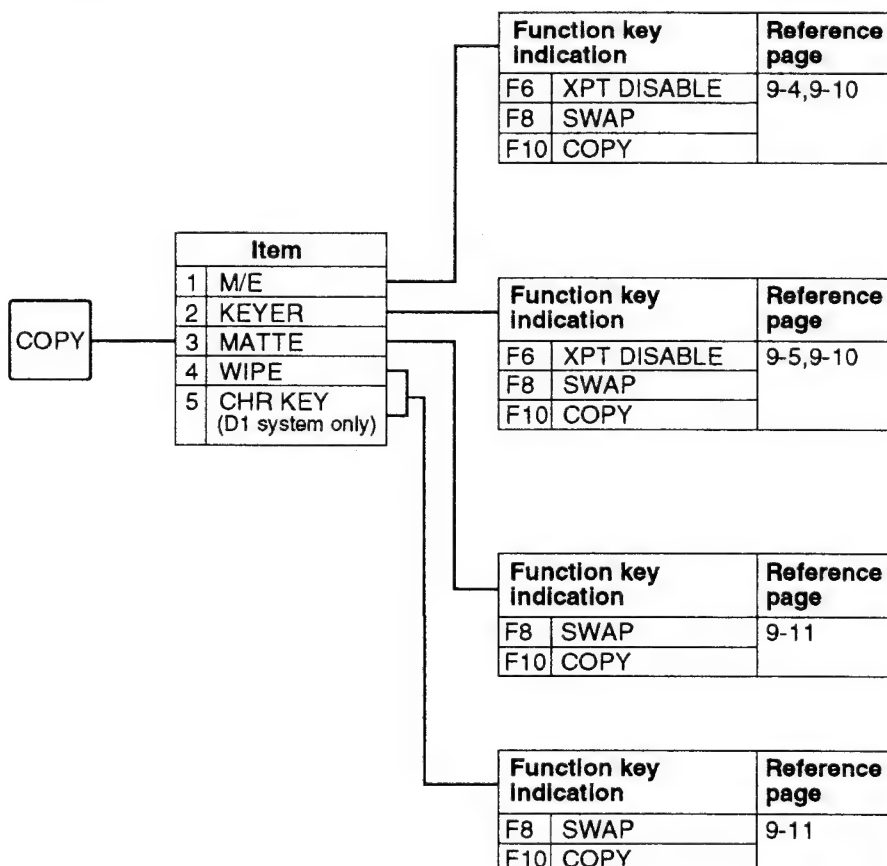 COPY
Item
1 M/E
2 KEYER
3 MATTE
4 WIPE
5 CHR KEY
(D1 system only)
Function key Reference
indication page
F6 XPT DISABLE 9-4,9-10
F8 SWAP
F10 COPY
Function key Reference
indication page
F6 XPT DISABLE 9-5,9-10
F8 SWAP
F10 COPY
Function key Reference
indication page
F8 SWAP 9-11
F10 COPY
Function key Reference
indication page
F8 SWAP 9-11
F10 COPY